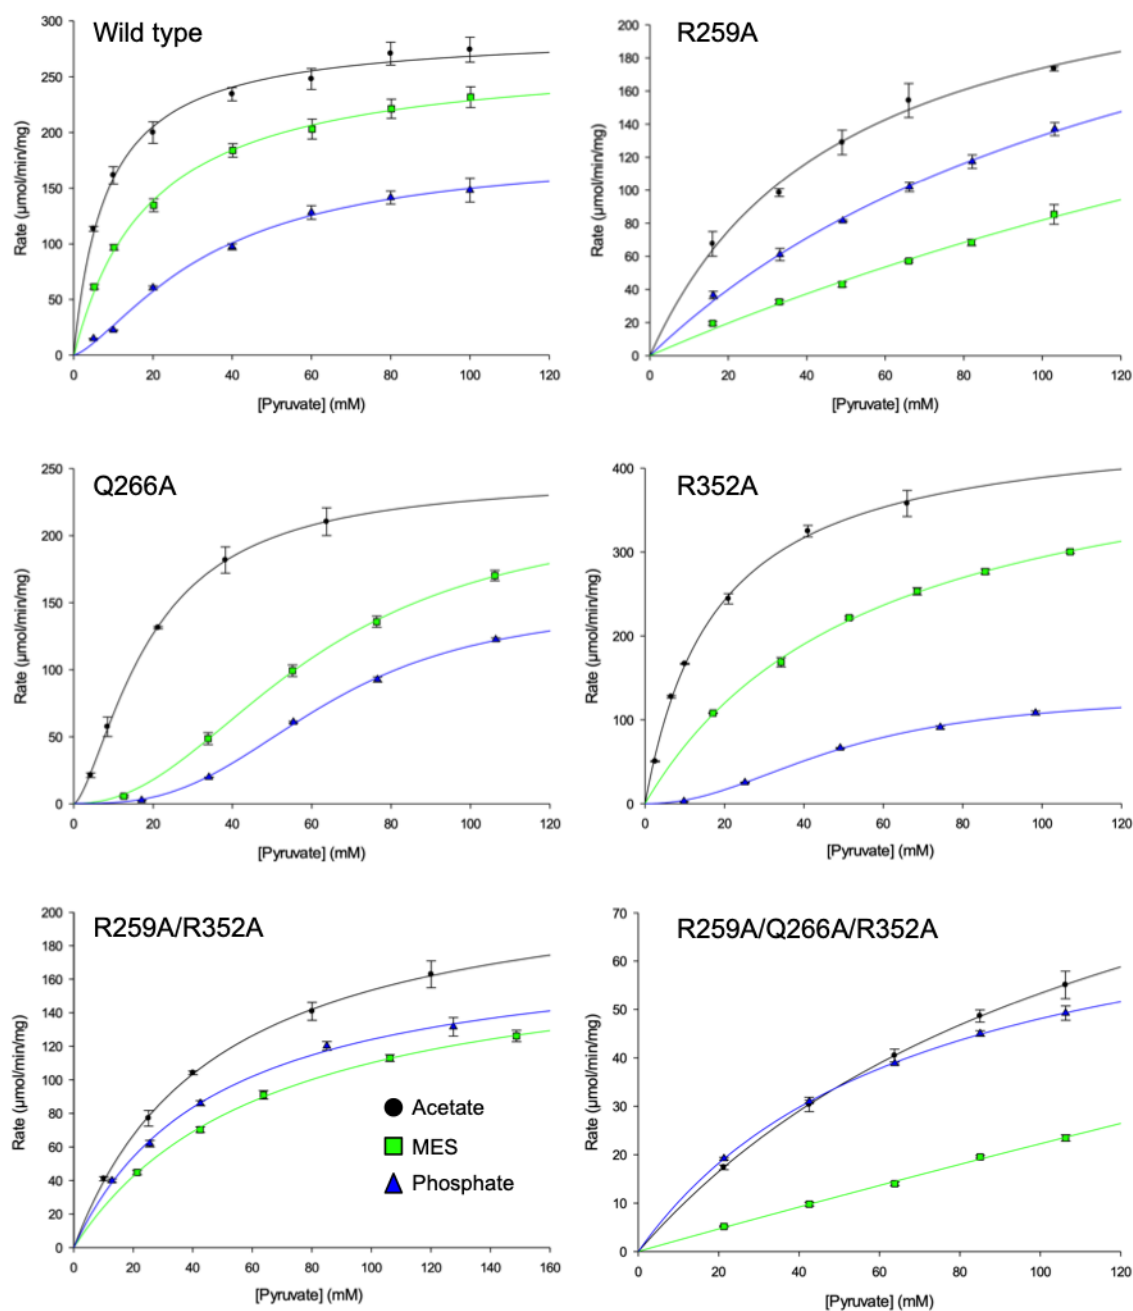 Wild type
Rate (µmol/min/mg)
300
250
200
150
100
50
0
0 20 40 60 80 100 120
[Pyruvate] (mM)
R259A
Rate (µmol/min/mg)
200
180
160
140
120
100
80
60
40
20
0
0 20 40 60 80 100 120
[Pyruvate] (mM)
Q266A
Rate (µmol/min/mg)
250
200
150
100
50
0
0 20 40 60 80 100 120
[Pyruvate] (mM)
R352A
Rate (µmol/min/mg)
400
300
200
100
0
0 20 40 60 80 100 120
[Pyruvate] (mM)
R259A/R352A
Rate (µmol/min/mg)
200
180
160
140
120
100
80
60
40
20
0
0 20 40 60 80 100 120 140 160
[Pyruvate] (mM)
Acetate
MES
Phosphate
R259A/Q266A/R352A
Rate (µmol/min/mg)
70
60
50
40
30
20
10
0
0 20 40 60 80 100 120
[Pyruvate] (mM)